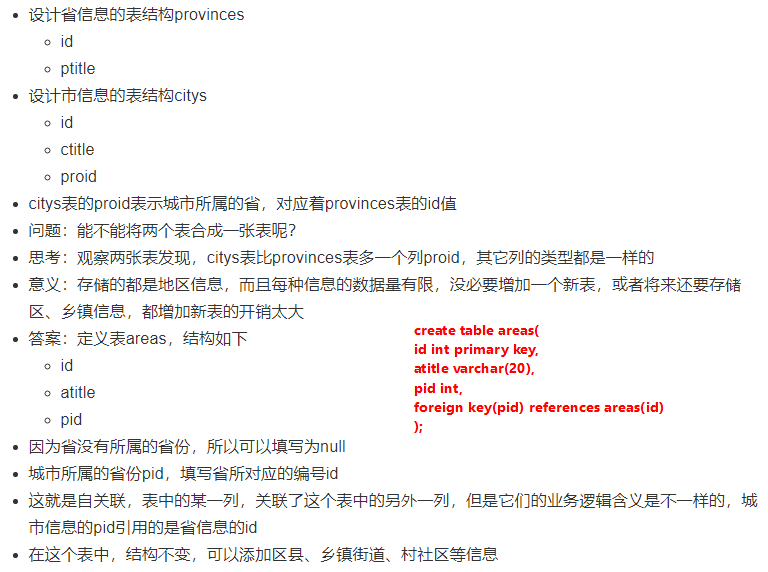 设计省信息的表结构provinces
id
ptitle
设计市信息的表结构citys
id
ctitle
proid
citys表的proid表示城市所属的省，对应着provinces表的id值
问题：能不能将两个表合成一张表呢？
思考：观察两张表发现，citys表比provinces表多一个列proid，其它列的类型都是一样的
意义：存储的都是地区信息，而且每种信息的数据量有限，没必要增加一个新表，或者将来还要存储
区、乡镇信息，都增加新表的开销太大
答案：定义表areas，结构如下
id
atitle
pid
create table areas(
id int primary key,
atitle varchar(20),
pid int,
foreign key(pid) references areas(id)
);
因为省没有所属的省份，所以可以填写为null
城市所属的省份pid，填写省所对应的编号id
这就是自关联，表中的某一列，关联了这个表中的另外一列，但是它们的业务逻辑含义是不一样的，城
市信息的pid引用的是省信息的id
在这个表中，结构不变，可以添加区县、乡镇街道、村社区等信息